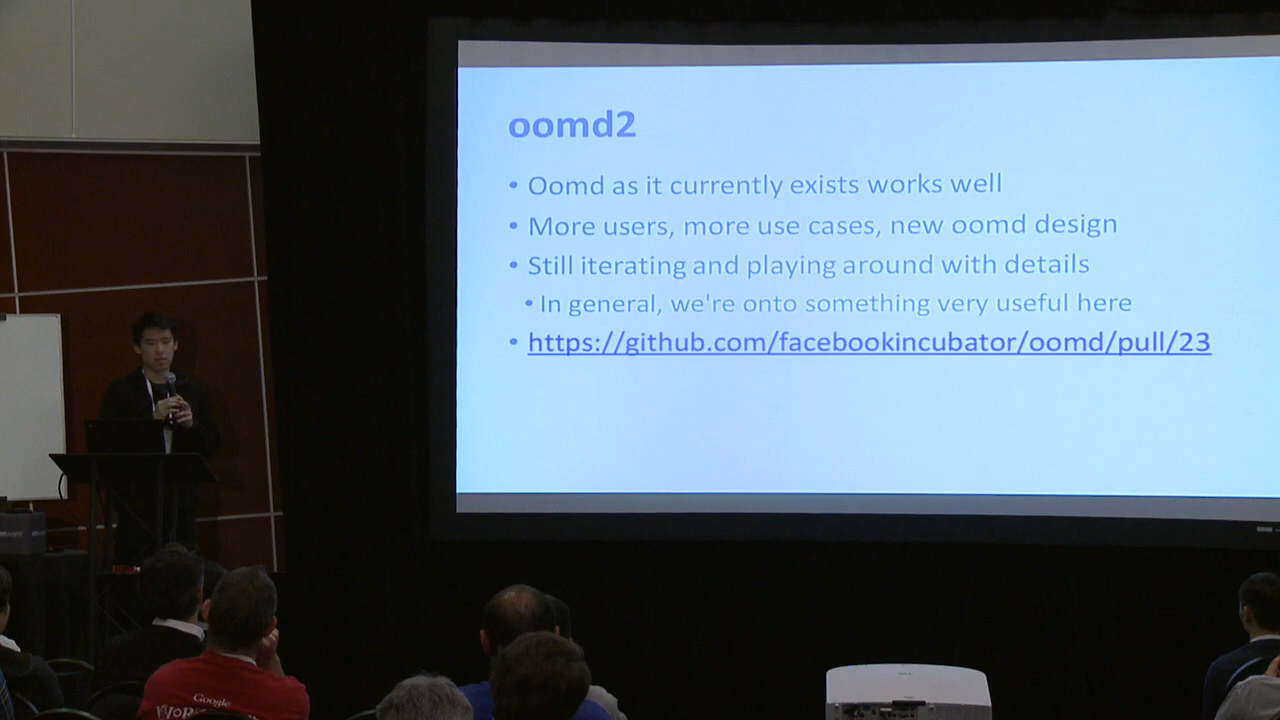 oomd2
• Oomd as it currently exists works well
• More users, more use cases, new oomd design
• Still iterating and playing around with details
• In general, we're onto something very useful here
• https://github.com/facebookincubator/oomd/pull/23
Google